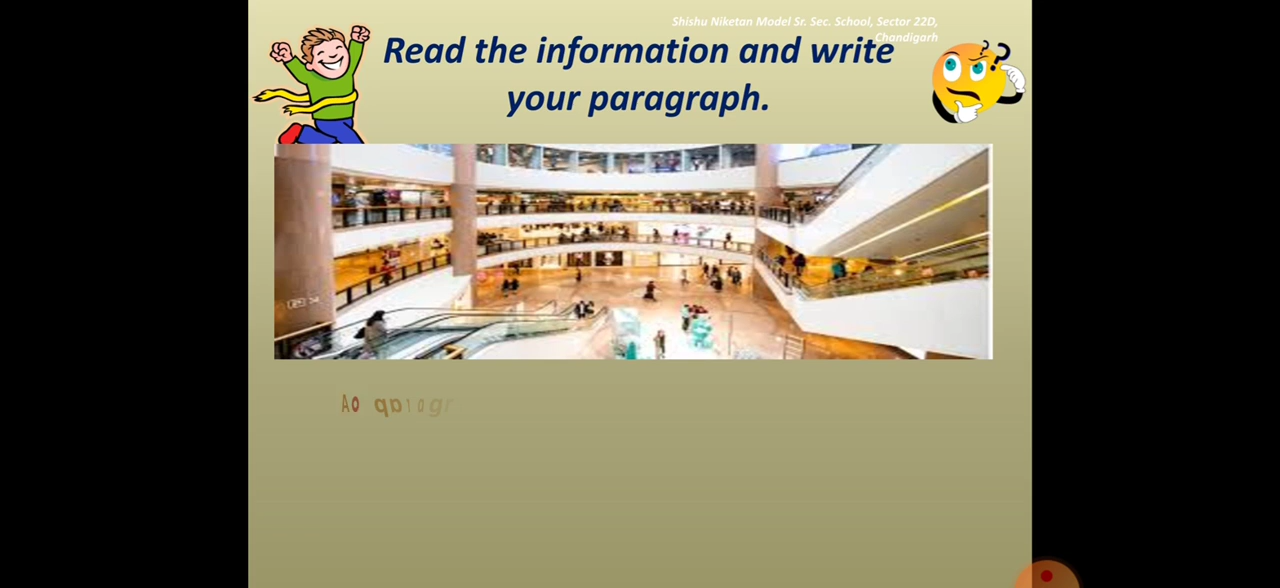 Shishu Niketan Model Sr. Sec. School, Sector 22D,
Chandigarh
Read the information and write
your paragraph.